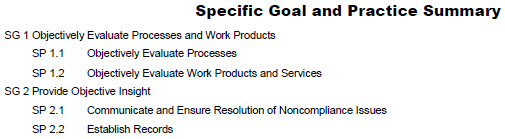 Specific Goal and Practice Summary
SG 1 Objectively Evaluate Processes and Work Products
SP 1.1 Objectively Evaluate Processes
SP 1.2 Objectively Evaluate Work Products and Services
SG 2 Provide Objective Insight
SP 2.1 Communicate and Ensure Resolution of Noncompliance Issues
SP 2.2 Establish Records